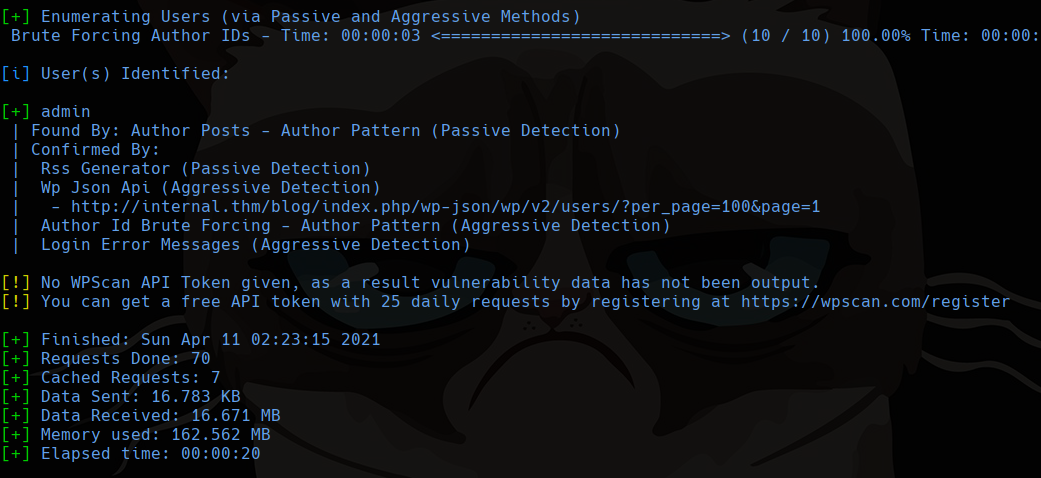 [+] Enumerating Users (via Passive and Aggressive Methods)
Brute Forcing Author IDs - Time: 00:00:03 <============================> (10 / 10) 100.00% Time: 00:00:
[i] User(s) Identified:
[+] admin
| Found By: Author Posts - Author Pattern (Passive Detection)
| Confirmed By:
|  Rss Generator (Passive Detection)
|  Wp Json Api (Aggressive Detection)
|   - http://internal.thm/blog/index.php/wp-json/wp/v2/users/?per_page=100&page=1
|  Author Id Brute Forcing - Author Pattern (Aggressive Detection)
|  Login Error Messages (Aggressive Detection)
[!] No WPScan API Token given, as a result vulnerability data has not been output.
[!] You can get a free API token with 25 daily requests by registering at https://wpscan.com/register
[+] Finished: Sun Apr 11 02:23:15 2021
[+] Requests Done: 70
[+] Cached Requests: 7
[+] Data Sent: 16.783 KB
[+] Data Received: 16.671 MB
[+] Memory used: 162.562 MB
[+] Elapsed time: 00:00:20